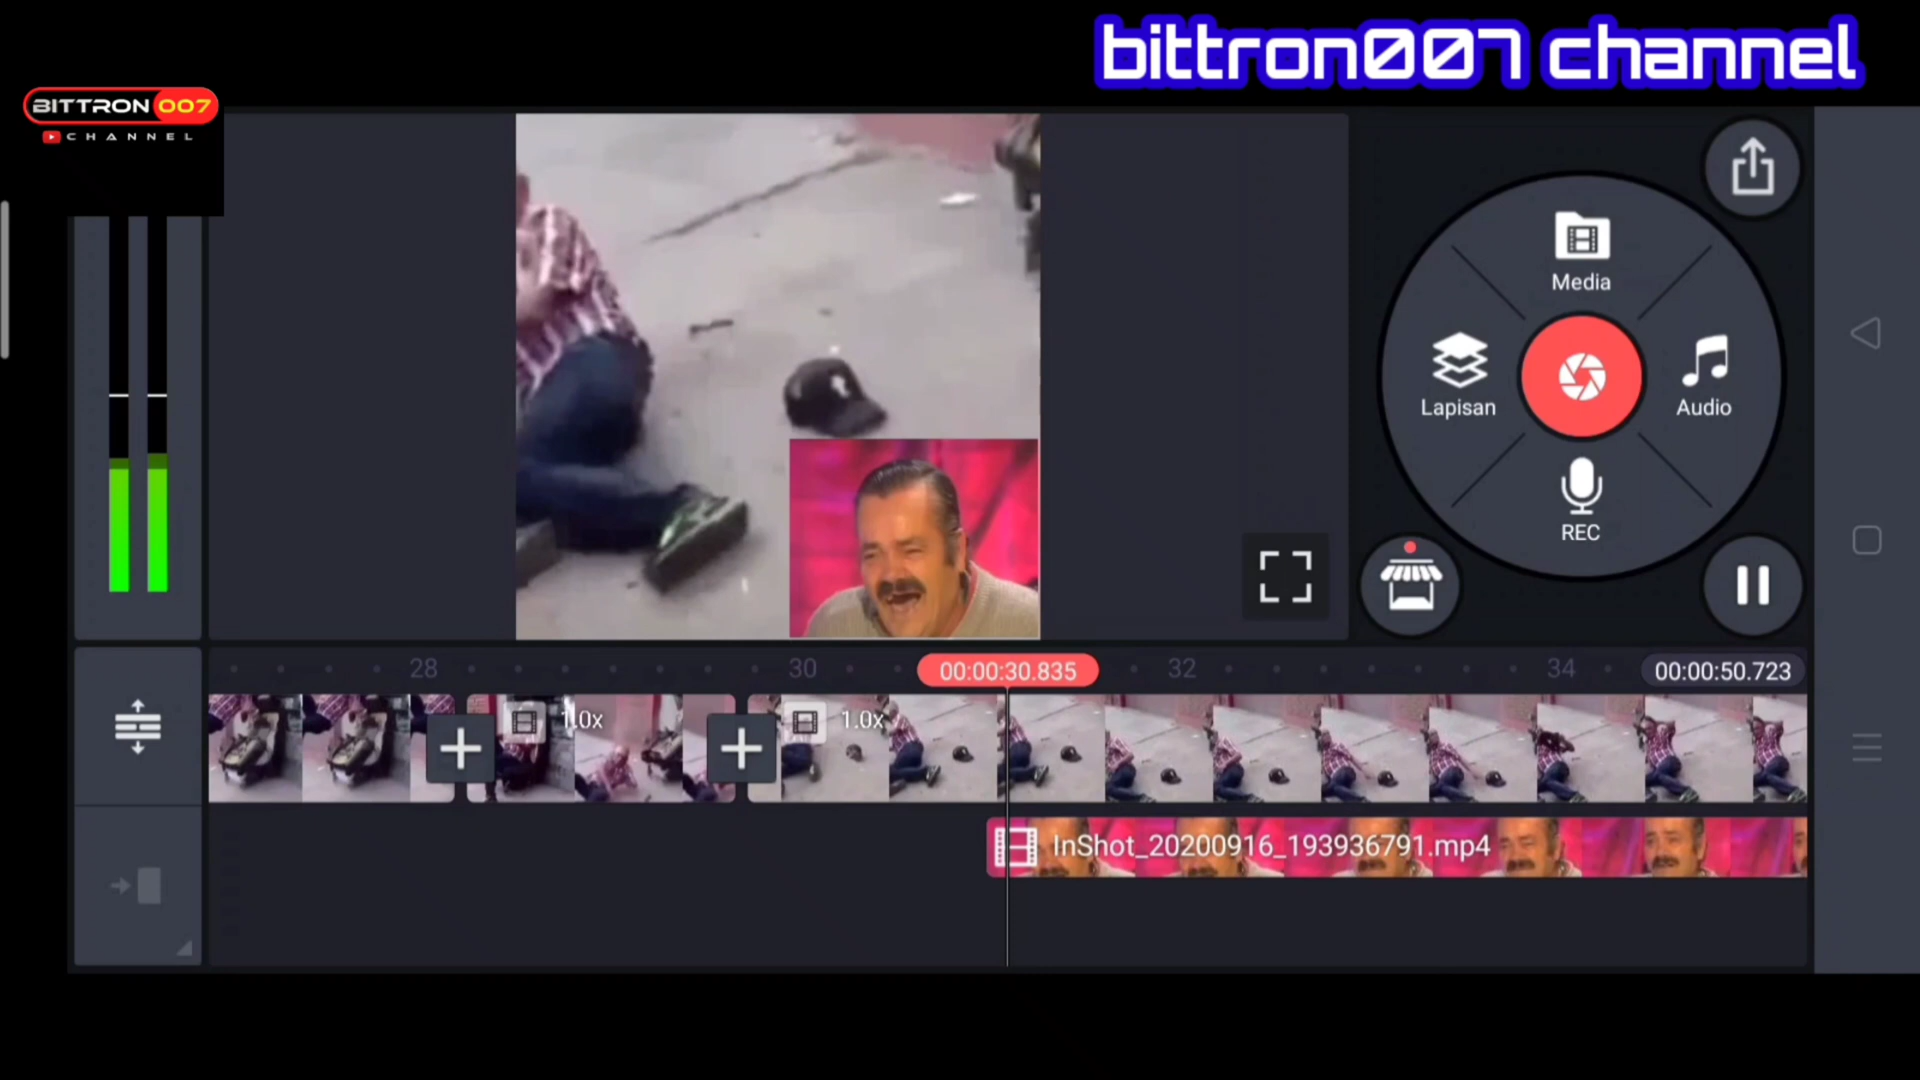 bittron007 channel
BITTRON 007
CHANNEL
Media
Lapisan
Audio
REC
28
30
00:00:30.835
32
34
00:00:50.723
1.0x
1.0x
InShot_20200916_193936791.mp4